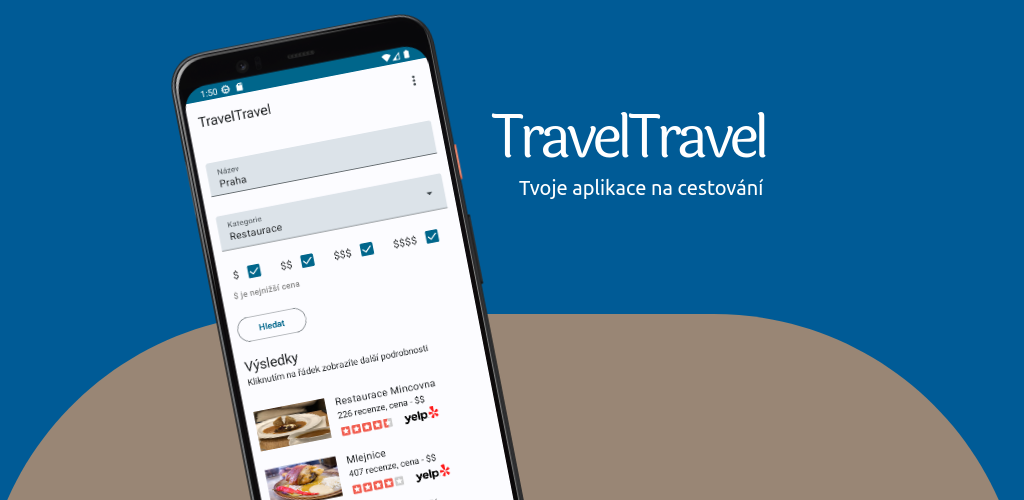 1:50
TravelTravel
Název
Praha
Kategorie
Restaurace
$ $$ $$$ $$$$
$ je nejnižší cena
Hledat
Výsledky
Kliknutím na řádek zobrazíte další podrobnosti
Restaurace Mincovna
226 recenze, cena - $$
yelp
Mlejnice
407 recenze, cena - $$
yelp
TravelTravel
Tvoje aplikace na cestování